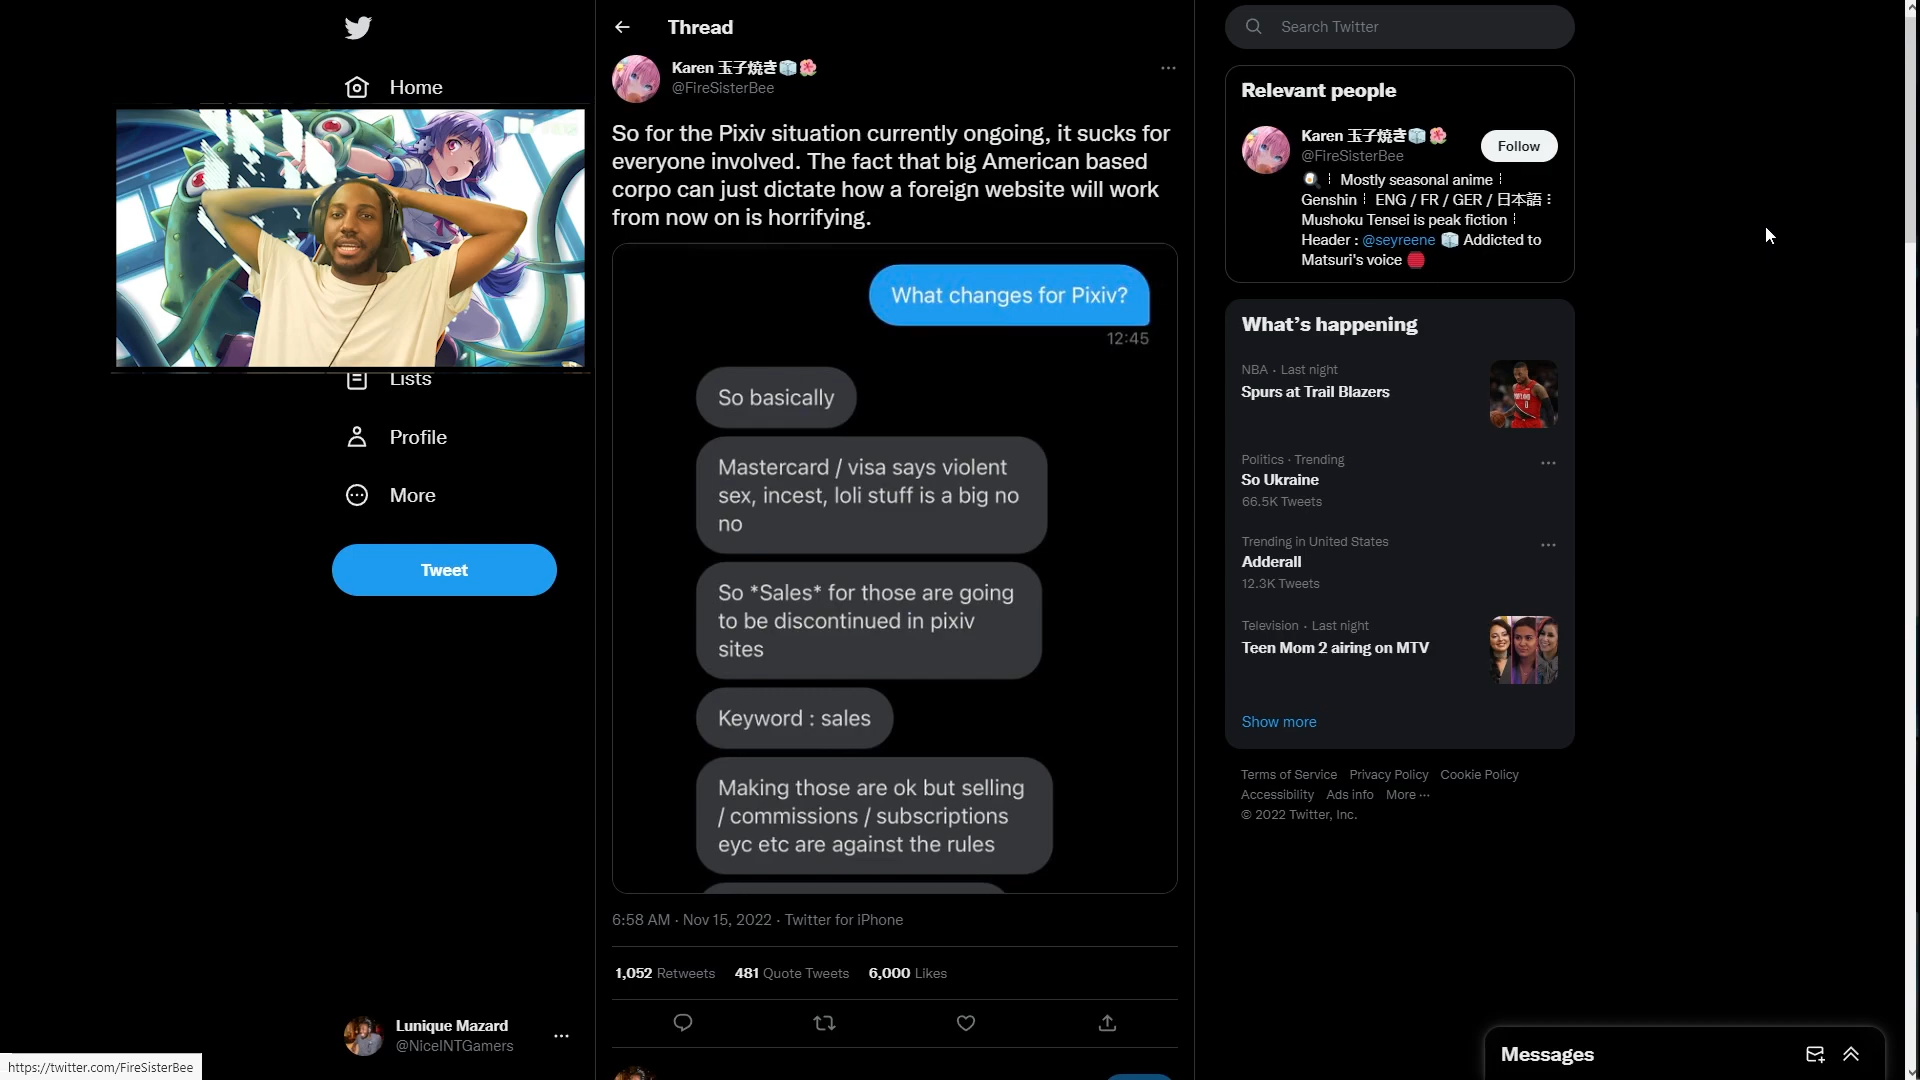 Home
Lists
Profile
More
Tweet
Lunique Mazard
@NiceINTGamers
https://twitter.com/FireSisterBee
Thread
Karen 玉子焼き🧊🌺
@FireSisterBee
So for the Pixiv situation currently ongoing, it sucks for
everyone involved. The fact that big American based
corpo can just dictate how a foreign website will work
from now on is horrifying.
What changes for Pixiv?
12:45
So basically
Mastercard / visa says violent
sex, incest, loli stuff is a big no
no
So *Sales* for those are going
to be discontinued in pixiv
sites
Keyword : sales
Making those are ok but selling
/ commissions / subscriptions
eyc etc are against the rules
6:58 AM · Nov 15, 2022 · Twitter for iPhone
1,052 Retweets 481 Quote Tweets 6,000 Likes
Search Twitter
Relevant people
Karen 玉子焼き🧊🌺
@FireSisterBee
Follow
🍳┊ Mostly seasonal anime┊
Genshin┊ ENG / FR / GER / 日本語┊
Mushoku Tensei is peak fiction┊
Header : @seyreene 🧊 Addicted to
Matsuri's voice 🏮
What's happening
NBA · Last night
Spurs at Trail Blazers
Politics · Trending
So Ukraine
66.5K Tweets
Trending in United States
Adderall
12.3K Tweets
Television · Last night
Teen Mom 2 airing on MTV
Show more
Terms of Service Privacy Policy Cookie Policy
Accessibility Ads info More ···
© 2022 Twitter, Inc.
Messages